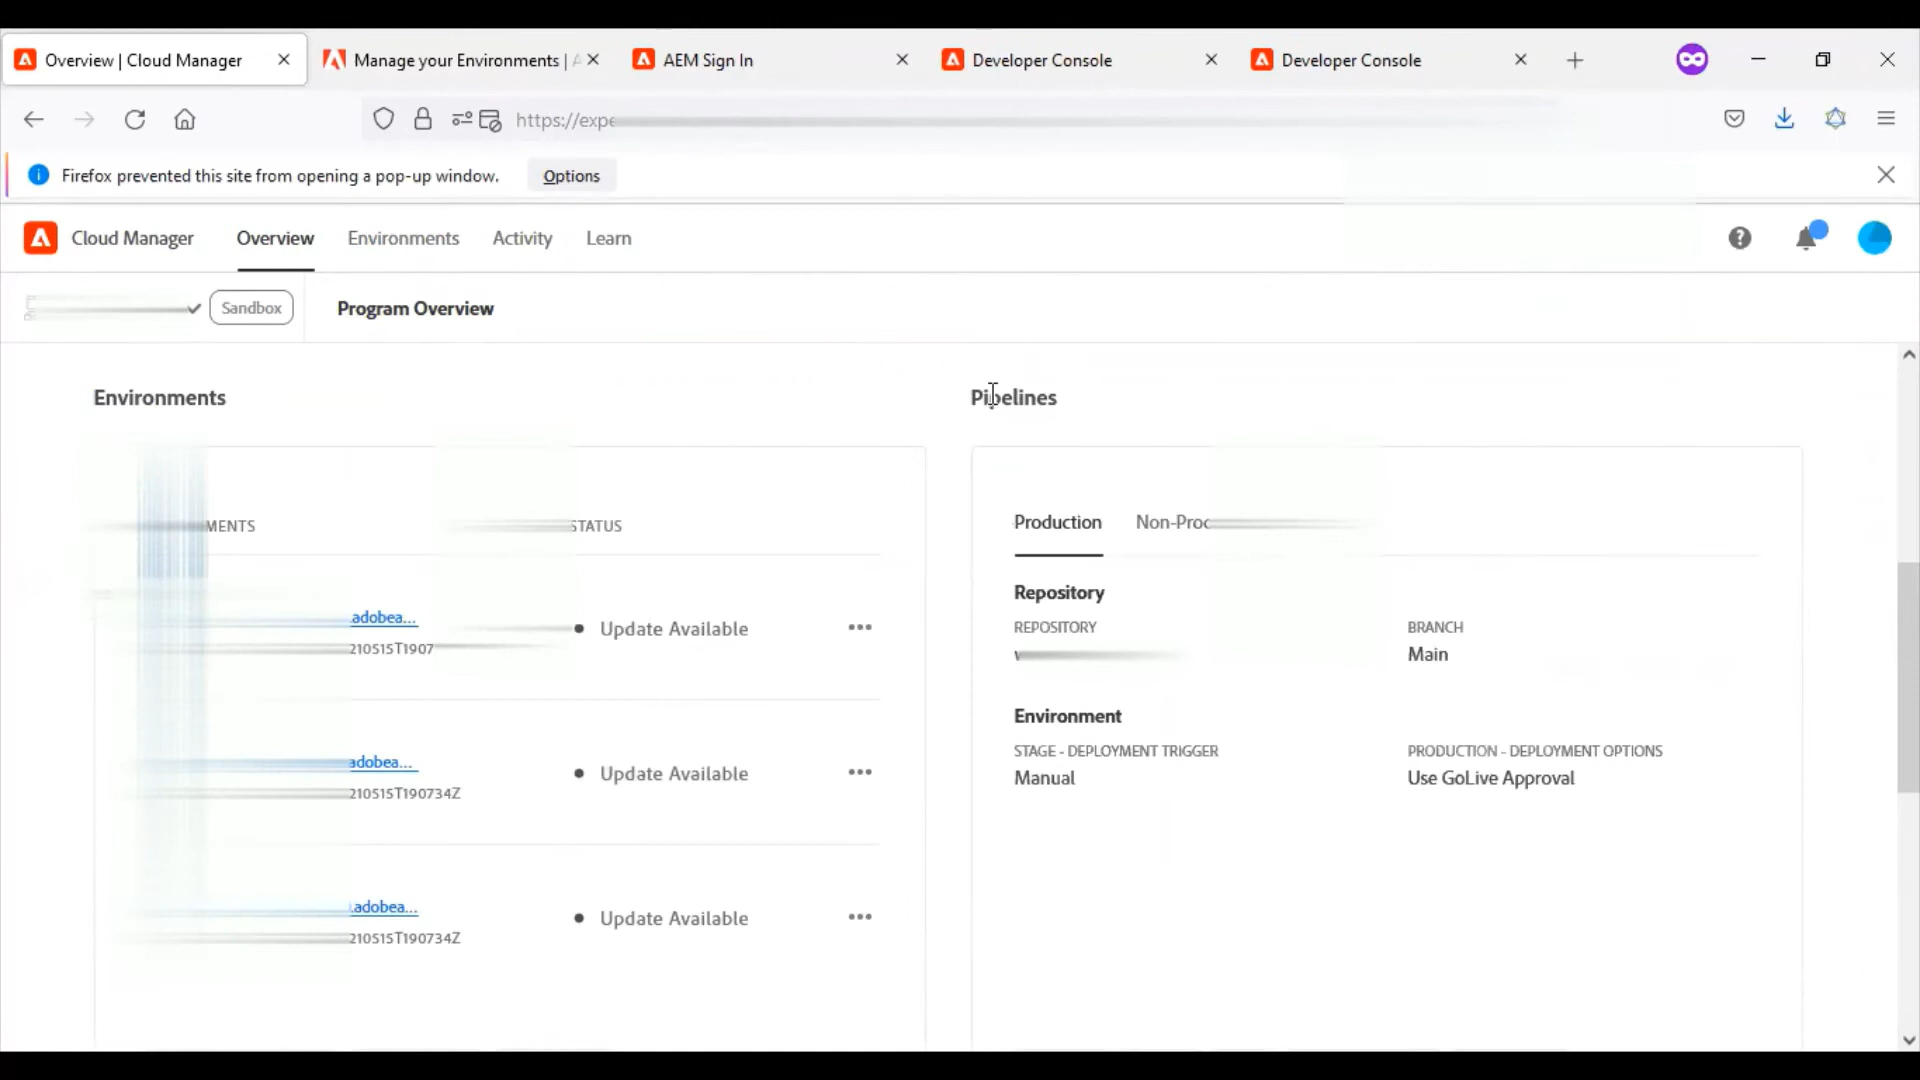 Overview | Cloud Manager
Manage your Environments |
AEM Sign In
Developer Console
Developer Console
https://expe
Firefox prevented this site from opening a pop-up window.
Options
Cloud Manager
Overview
Environments
Activity
Learn
Sandbox
Program Overview
Environments
Pipelines
MENTS
STATUS
Production
Non-Prod
Repository
REPOSITORY
BRANCH
Main
adobea...
210515T1907
Update Available
Environment
STAGE - DEPLOYMENT TRIGGER
Manual
PRODUCTION - DEPLOYMENT OPTIONS
Use GoLive Approval
adobea...
210515T190734Z
Update Available
.adobea...
210515T190734Z
Update Available